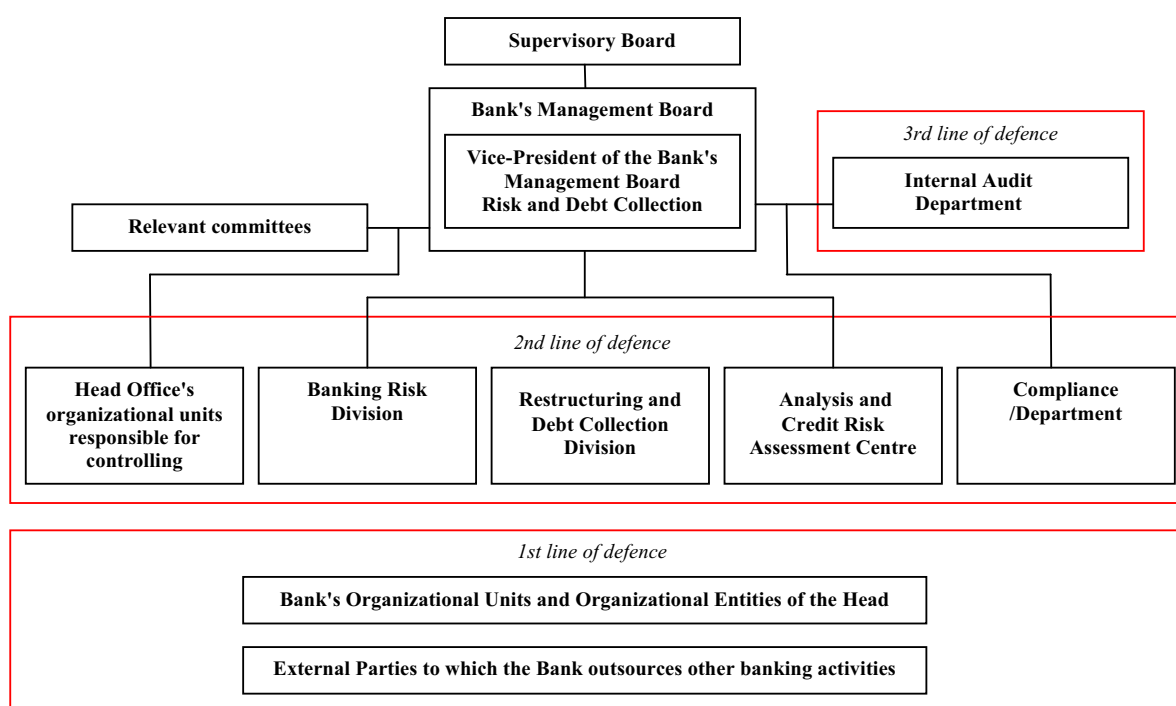 Supervisory Board
Bank's Management Board
Vice-President of the Bank's
Management Board
Risk and Debt Collection
3rd line of defence
Internal Audit
Department
Relevant committees
2nd line of defence
Head Office's
organizational units
responsible for
controlling
Banking Risk
Division
Restructuring and
Debt Collection
Division
Analysis and
Credit Risk
Assessment Centre
Compliance
/Department
1st line of defence
Bank's Organizational Units and Organizational Entities of the Head
External Parties to which the Bank outsources other banking activities